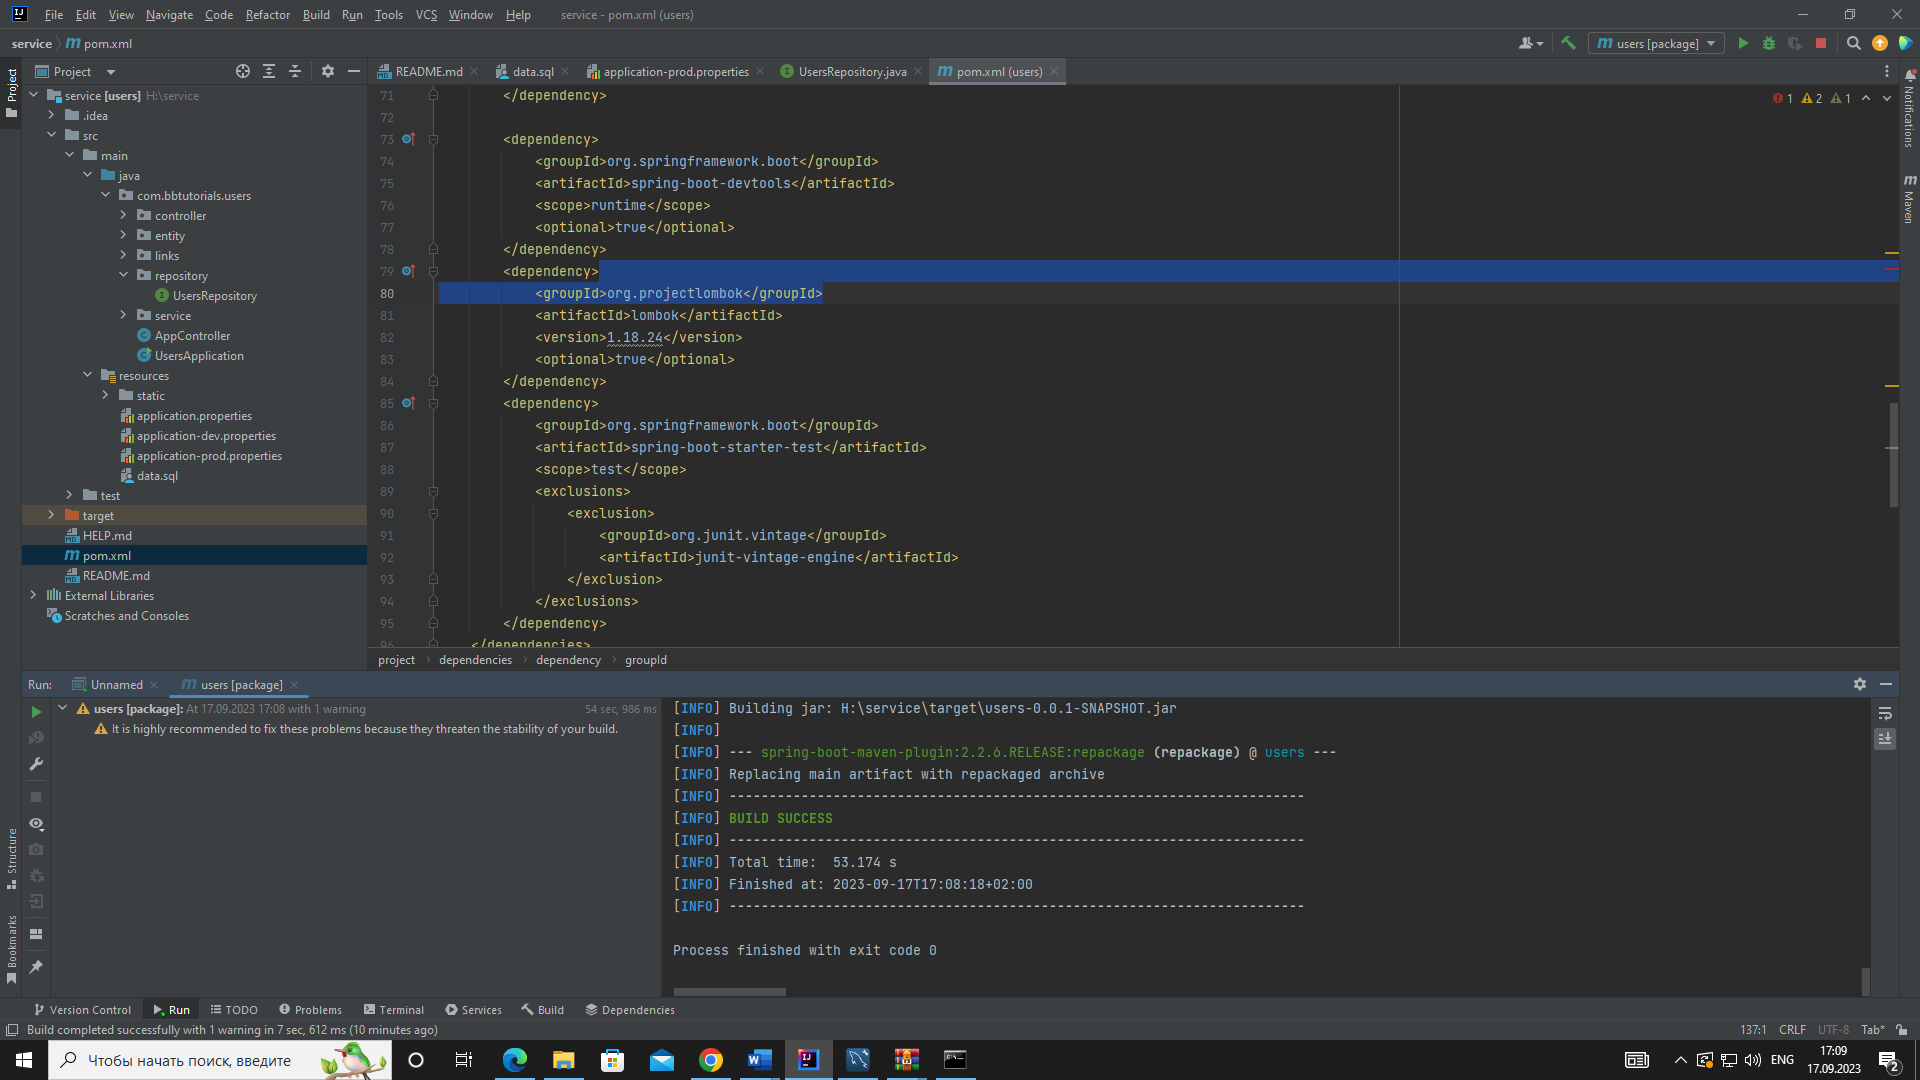 File Edit View Navigate Code Refactor Build Run Tools VCS Window Help service - pom.xml (users)
service pom.xml
users [package]
Project
README.md data.sql application-prod.properties UsersRepository.java pom.xml (users)
Project
Notifications
Maven
Structure
Bookmarks
service [users] H:\service
.idea
src
main
java
com.bbtutorials.users
controller
entity
links
repository
UsersRepository
service
AppController
UsersApplication
resources
static
application.properties
application-dev.properties
application-prod.properties
data.sql
test
target
HELP.md
pom.xml
README.md
External Libraries
Scratches and Consoles
1 2 1
71 </dependency>
72
73 <dependency>
74 <groupId>org.springframework.boot</groupId>
75 <artifactId>spring-boot-devtools</artifactId>
76 <scope>runtime</scope>
77 <optional>true</optional>
78 </dependency>
79 <dependency>
80 <groupId>org.projectlombok</groupId>
81 <artifactId>lombok</artifactId>
82 <version>1.18.24</version>
83 <optional>true</optional>
84 </dependency>
85 <dependency>
86 <groupId>org.springframework.boot</groupId>
87 <artifactId>spring-boot-starter-test</artifactId>
88 <scope>test</scope>
89 <exclusions>
90 <exclusion>
91 <groupId>org.junit.vintage</groupId>
92 <artifactId>junit-vintage-engine</artifactId>
93 </exclusion>
94 </exclusions>
95 </dependency>
96 </dependencies>
project dependencies dependency groupId
Run: Unnamed users [package]
users [package]: At 17.09.2023 17:08 with 1 warning 54 sec, 986 ms
It is highly recommended to fix these problems because they threaten the stability of your build.
[INFO] Building jar: H:\service\target\users-0.0.1-SNAPSHOT.jar
[INFO]
[INFO] --- spring-boot-maven-plugin:2.2.6.RELEASE:repackage (repackage) @ users ---
[INFO] Replacing main artifact with repackaged archive
[INFO] ------------------------------------------------------------------------
[INFO] BUILD SUCCESS
[INFO] ------------------------------------------------------------------------
[INFO] Total time:  53.174 s
[INFO] Finished at: 2023-09-17T17:08:18+02:00
[INFO] ------------------------------------------------------------------------
Process finished with exit code 0
Version Control Run TODO Problems Terminal Services Build Dependencies
Build completed successfully with 1 warning in 7 sec, 612 ms (10 minutes ago) 137:1 CRLF UTF-8 Tab*
Чтобы начать поиск, введите
ENG
17:09
17.09.2023
2